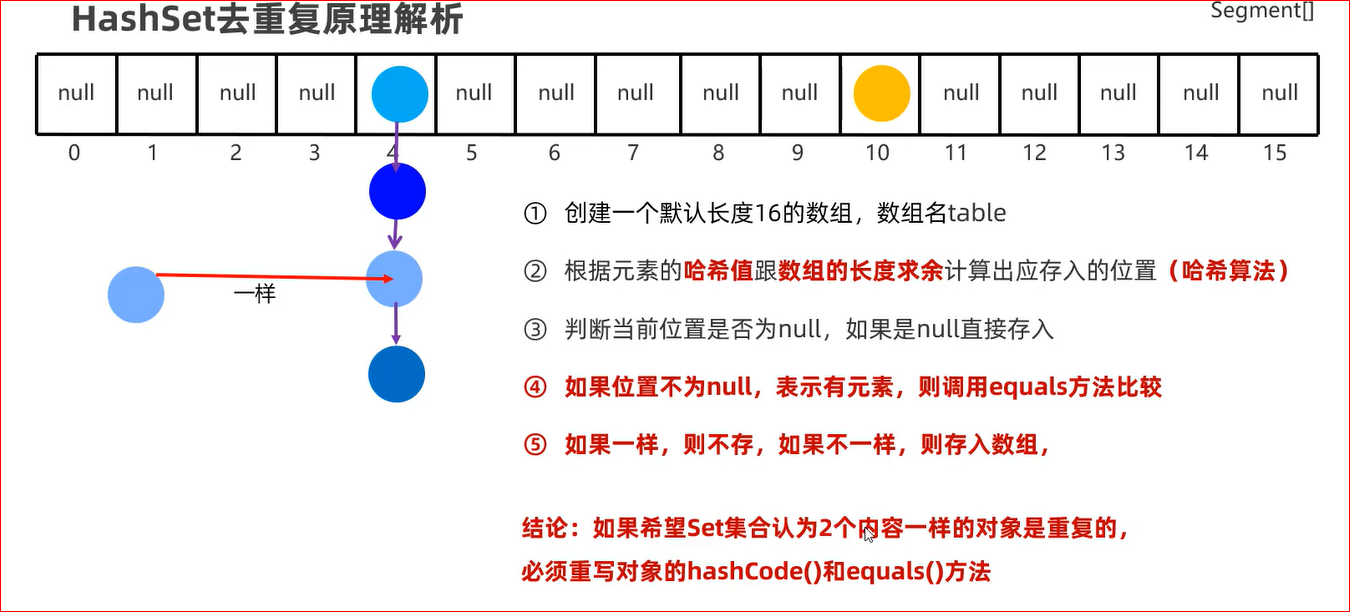 HashSet去重复原理解析
Segment[]
null null null null null null null null null null null null null null
0 1 2 3 4 5 6 7 8 9 10 11 12 13 14 15
① 创建一个默认长度16的数组，数组名table
② 根据元素的哈希值跟数组的长度求余计算出应存入的位置（哈希算法）
一样
③ 判断当前位置是否为null，如果是null直接存入
④ 如果位置不为null，表示有元素，则调用equals方法比较
⑤ 如果一样，则不存，如果不一样，则存入数组，
结论：如果希望Set集合认为2个内容一样的对象是重复的，
必须重写对象的hashCode()和equals()方法